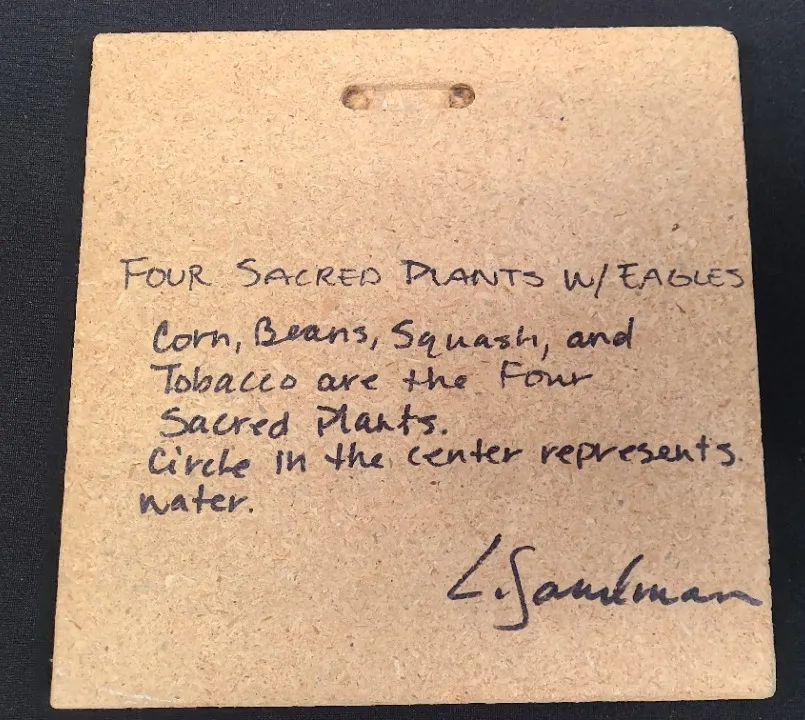 FOUR SACRED PLANTS W/ EAGLES
Corn, Beans, Squash, and
Tobacco are the Four
Sacred Plants.
Circle in the center represents
water.
L. Sandman